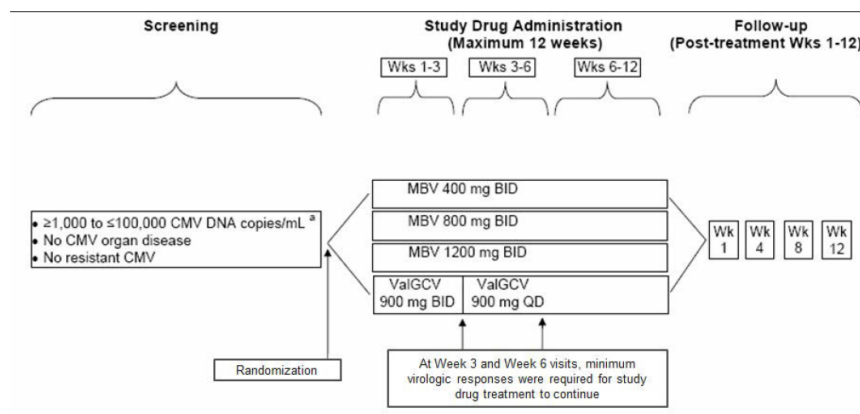 Screening
Study Drug Administration
(Maximum 12 weeks)
Follow-up
(Post-treatment Wks 1-12)
Wks 1-3
Wks 3-6
Wks 6-12
• ≥1,000 to ≤100,000 CMV DNA copies/mL a
• No CMV organ disease
• No resistant CMV
MBV 400 mg BID
MBV 800 mg BID
MBV 1200 mg BID
ValGCV
900 mg BID
ValGCV
900 mg QD
Wk
1
Wk
4
Wk
8
Wk
12
Randomization
At Week 3 and Week 6 visits, minimum
virologic responses were required for study
drug treatment to continue